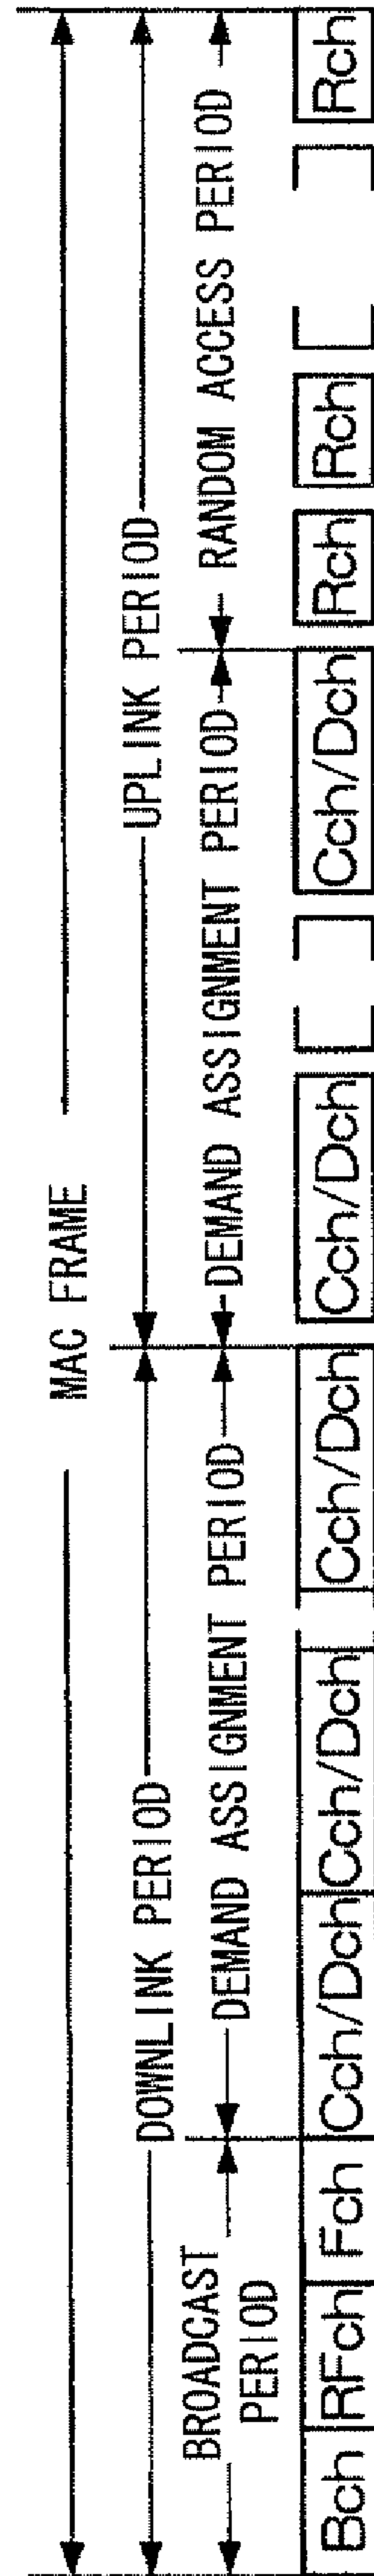 MAC FRAME
DOWNLINK PERIOD UPLINK PERIOD
BROADCAST
PERIOD
DEMAND ASSIGNMENT PERIOD DEMAND ASSIGNMENT PERIOD RANDOM ACCESS PERIOD
Bch RFch Fch Cch/Dch Cch/Dch Cch/Dch Cch/Dch Cch/Dch Rch Rch Rch